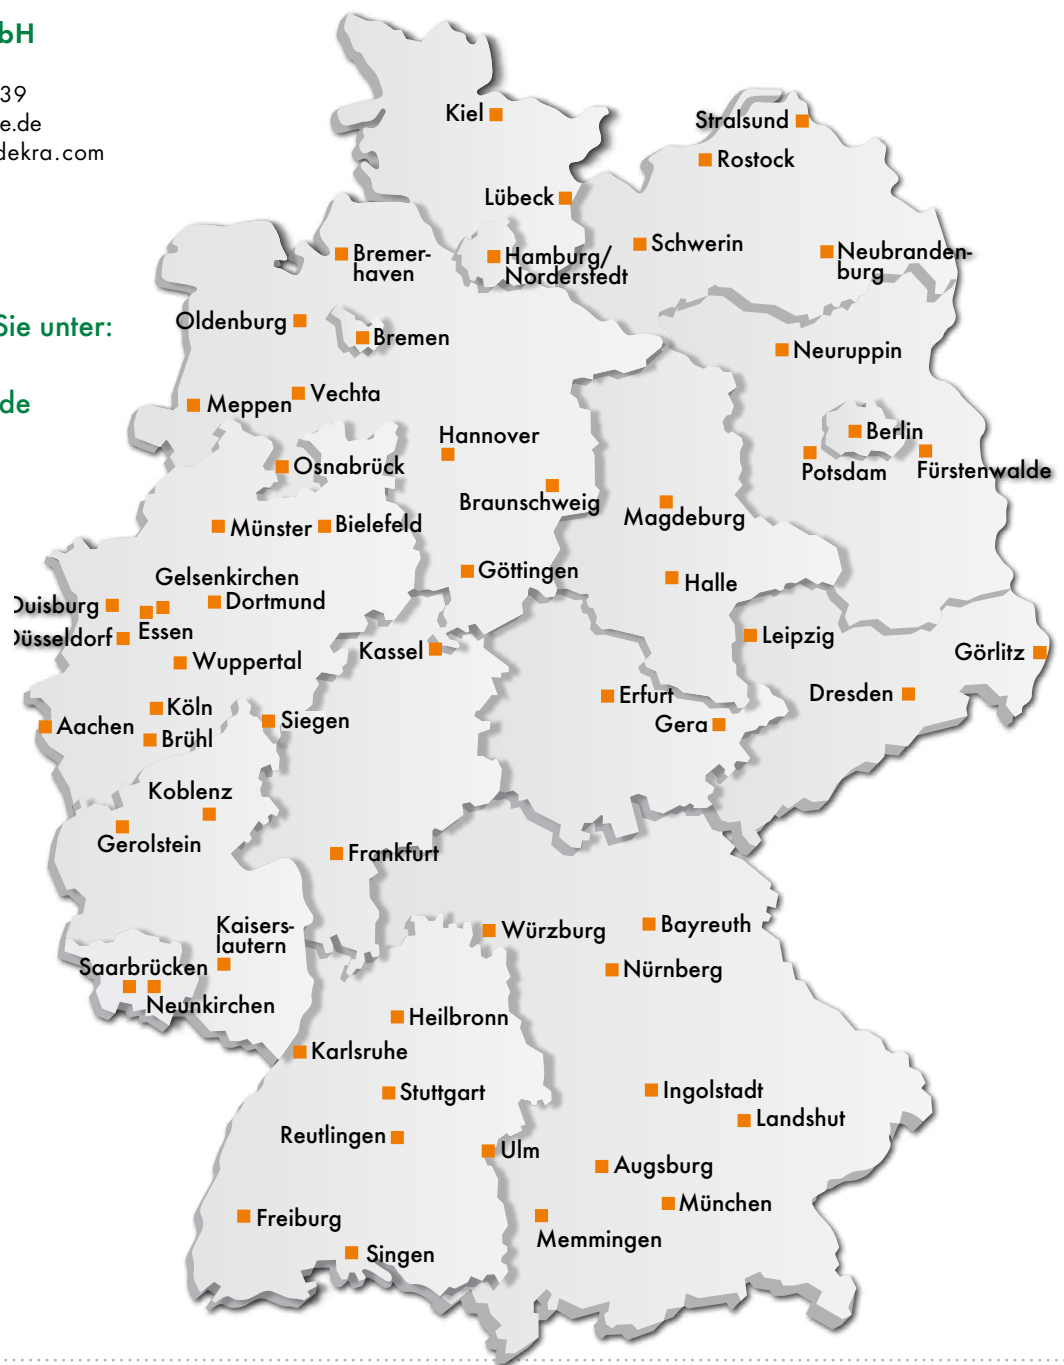 bH
39
e.de
dekra.com
Sie unter:
de
Kiel
Stralsund
Rostock
Lübeck
Schwerin
Bremer-
haven
Hamburg/
Norderstedt
Neubranden-
burg
Oldenburg
Bremen
Neuruppin
Vechta
Meppen
Hannover
Berlin
Osnabrück
Potsdam
Fürstenwalde
Braunschweig
Magdeburg
Münster
Bielefeld
Göttingen
Gelsenkirchen
Halle
Duisburg
Dortmund
Essen
Düsseldorf
Leipzig
Kassel
Görlitz
Wuppertal
Erfurt
Dresden
Köln
Siegen
Gera
Aachen
Brühl
Koblenz
Gerolstein
Frankfurt
Kaisers-
lautern
Würzburg
Bayreuth
Saarbrücken
Nürnberg
Neunkirchen
Heilbronn
Karlsruhe
Stuttgart
Ingolstadt
Landshut
Reutlingen
Ulm
Augsburg
München
Freiburg
Memmingen
Singen